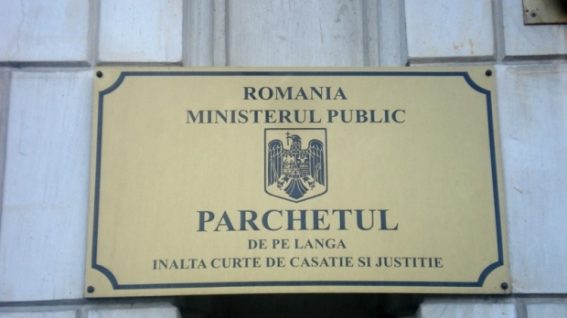 ROMANIA
MINISTERUL PUBLIC
PARCHETUL
DE PE LANGA
INALTA CURTE DE CASATIE SI JUSTITIE